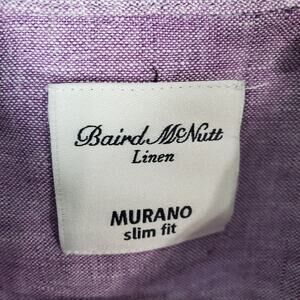 Baird McNutt
Linen
MURANO
slim fit